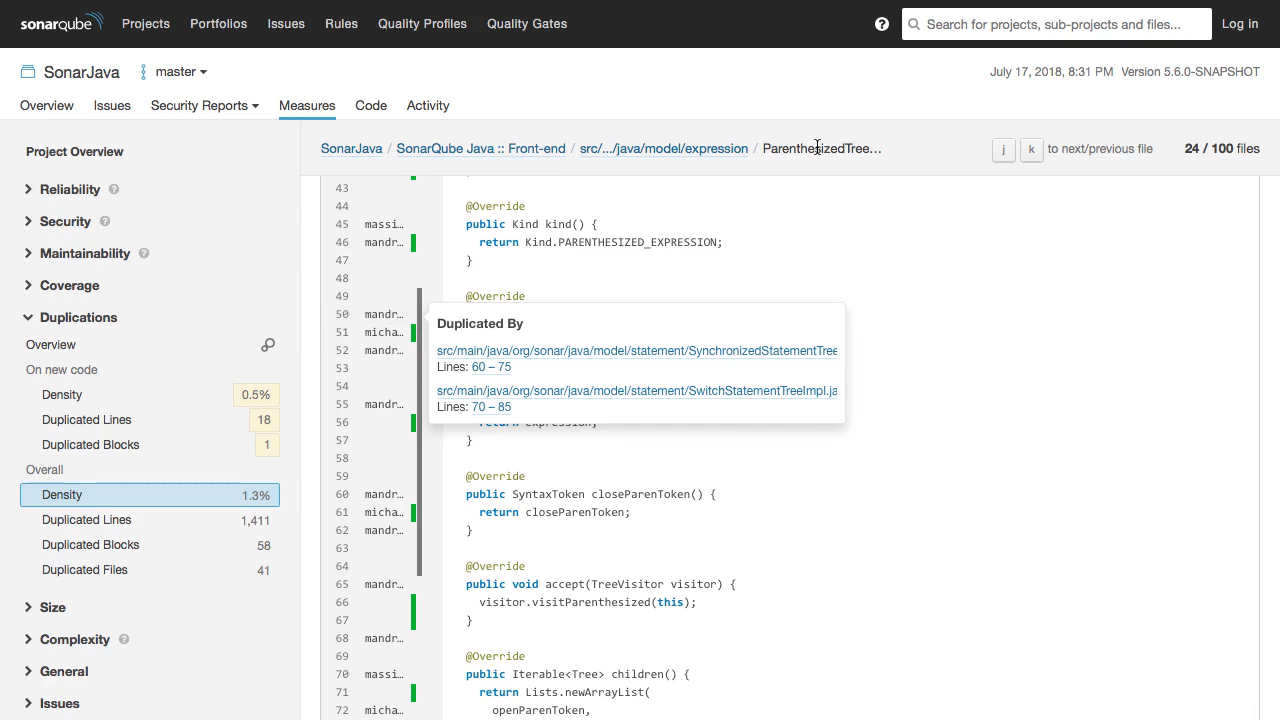 sonarqube Projects Portfolios Issues Rules Quality Profiles Quality Gates ? Search for projects, sub-projects and files... Log in
SonarJava master July 17, 2018, 8:31 PM Version 5.6.0-SNAPSHOT
Overview Issues Security Reports Measures Code Activity
Project Overview
Reliability ?
Security ?
Maintainability ?
Coverage
Duplications
Overview
On new code
Density 0.5%
Duplicated Lines 18
Duplicated Blocks 1
Overall
Density 1.3%
Duplicated Lines 1,411
Duplicated Blocks 58
Duplicated Files 41
Size
Complexity ?
General
Issues
SonarJava / SonarQube Java :: Front-end / src/.../java/model/expression / ParenthesizedTree... j k to next/previous file 24 / 100 files
43
44 @Override
45 massi... public Kind kind() {
46 mandr... return Kind.PARENTHESIZED_EXPRESSION;
47 }
48
49 @Override
50 mandr...
51 micha...
52 mandr...
53
54
55 mandr...
56 return expression;
57 }
58
59 @Override
60 mandr... public SyntaxToken closeParenToken() {
61 micha... return closeParenToken;
62 mandr... }
63
64 @Override
65 mandr... public void accept(TreeVisitor visitor) {
66 visitor.visitParenthesized(this);
67 }
68 mandr...
69 @Override
70 massi... public Iterable<Tree> children() {
71 return Lists.newArrayList(
72 micha... openParenToken,
Duplicated By
src/main/java/org/sonar/java/model/statement/SynchronizedStatementTree
Lines: 60 – 75
src/main/java/org/sonar/java/model/statement/SwitchStatementTreeImpl.ja
Lines: 70 – 85